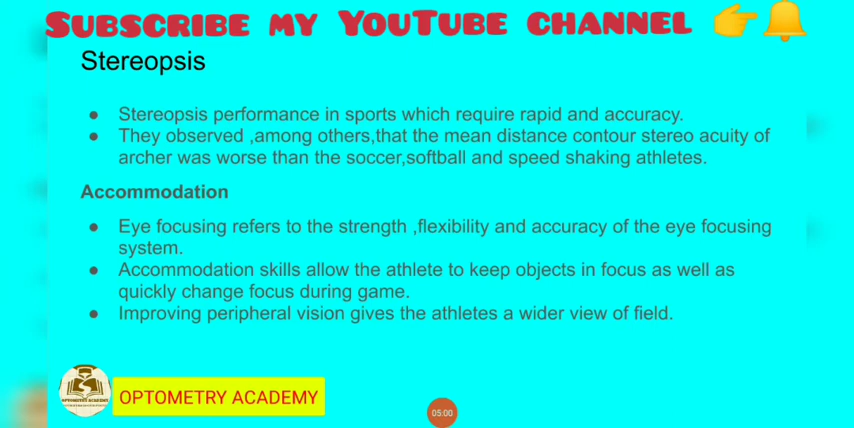 SUBSCRIBE MY YOUTUBE CHANNEL
Stereopsis
● Stereopsis performance in sports which require rapid and accuracy.
● They observed ,among others,that the mean distance contour stereo acuity of
archer was worse than the soccer,softball and speed shaking athletes.
Accommodation
● Eye focusing refers to the strength ,flexibility and accuracy of the eye focusing
system.
● Accommodation skills allow the athlete to keep objects in focus as well as
quickly change focus during game.
● Improving peripheral vision gives the athletes a wider view of field.
OPTOMETRY ACADEMY
OPTOMETRY ACADEMY
05:00